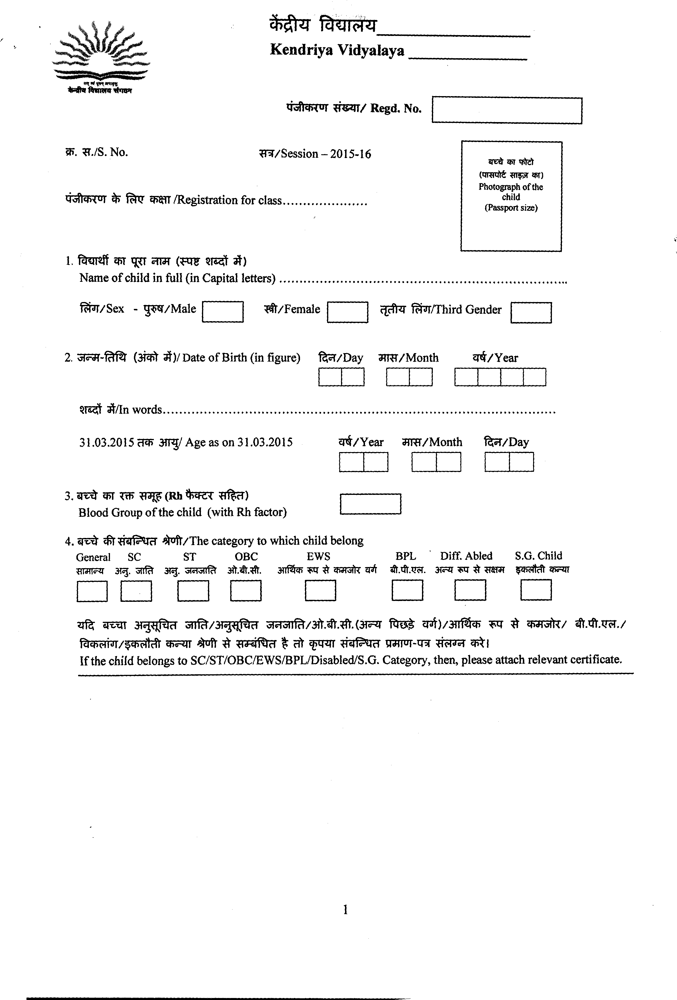 केंद्रीय विद्यालय
Kendriya Vidyalaya
केन्द्रीय विद्यालय संगठन
पंजीकरण संख्या/ Regd. No.
क्र. स./S. No. सत्र/Session – 2015-16
बच्चे का फोटो
(पासपोर्ट साइज़ का)
Photograph of the
child
(Passport size)
पंजीकरण के लिए कक्षा /Registration for class.....................
1. विद्यार्थी का पूरा नाम (स्पष्ट शब्दों में)
Name of child in full (in Capital letters) ........................................................................
लिंग/Sex - पुरुष/Male स्त्री/Female तृतीय लिंग/Third Gender
2. जन्म-तिथि (अंको में)/ Date of Birth (in figure) दिन/Day मास/Month वर्ष/Year
शब्दों में/In words..................................................................................................
31.03.2015 तक आयु/ Age as on 31.03.2015 वर्ष/Year मास/Month दिन/Day
3. बच्चे का रक्त समूह (Rh फैक्टर सहित)
Blood Group of the child (with Rh factor)
4. बच्चे की संबन्धित श्रेणी/The category to which child belong
General SC ST OBC EWS BPL Diff. Abled S.G. Child
सामान्य अनु. जाति अनु. जनजाति ओ.बी.सी. आर्थिक रूप से कमजोर वर्ग बी.पी.एल. अन्य रूप से सक्षम इकलौती कन्या
यदि बच्चा अनुसूचित जाति/अनुसूचित जनजाति/ओ.बी.सी.(अन्य पिछड़े वर्ग)/आर्थिक रूप से कमजोर/ बी.पी.एल./
विकलांग/इकलौती कन्या श्रेणी से सम्बंधित है तो कृपया संबन्धित प्रमाण-पत्र संलग्न करे।
If the child belongs to SC/ST/OBC/EWS/BPL/Disabled/S.G. Category, then, please attach relevant certificate.
1